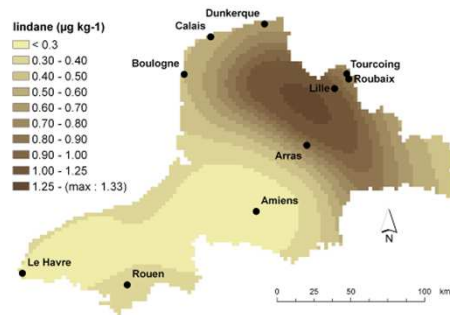 lindane (µg kg-1)
< 0.3
0.30 - 0.40
0.40 - 0.50
0.50 - 0.60
0.60 - 0.70
0.70 - 0.80
0.80 - 0.90
0.90 - 1.00
1.00 - 1.25
1.25 - (max : 1.33)
Dunkerque
Calais
Boulogne
Tourcoing
Roubaix
Lille
Arras
Amiens
N
Le Havre
Rouen
0 25 50 100
km